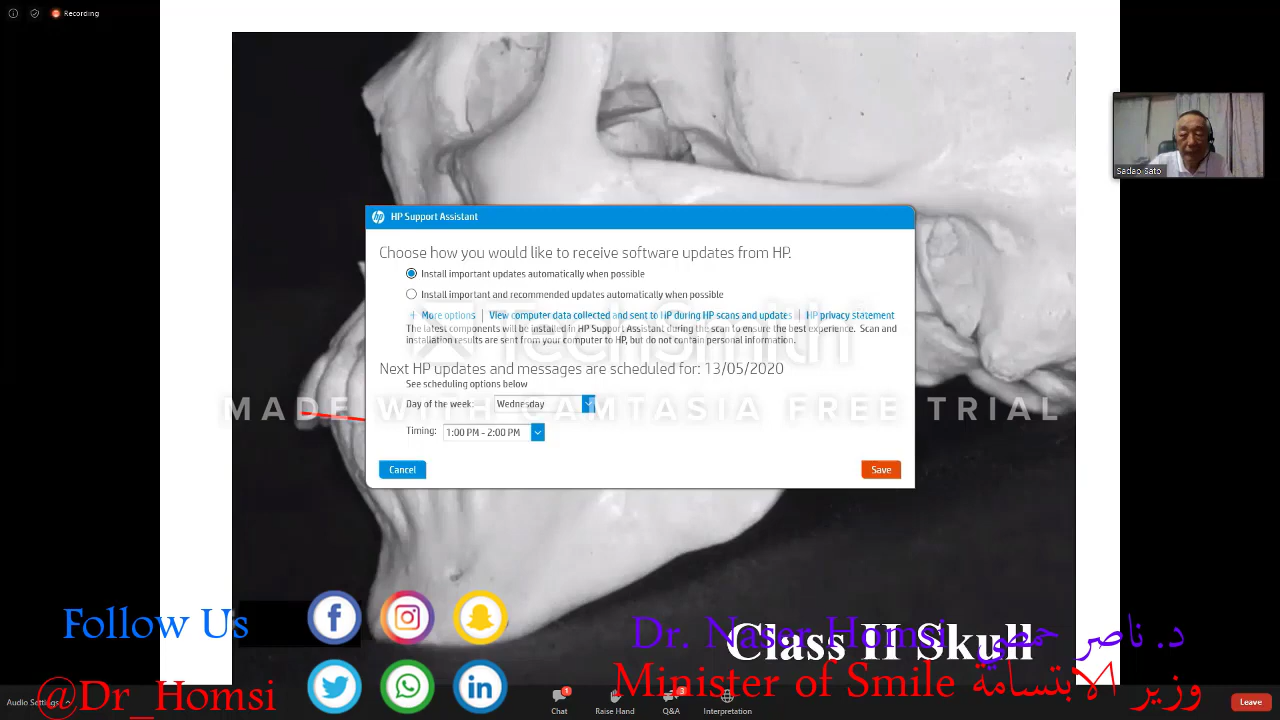 Recording
Sadao Sato
HP Support Assistant
Choose how you would like to receive software updates from HP.
Install important updates automatically when possible
Install important and recommended updates automatically when possible
+ More options | View computer data collected and sent to HP during HP scans and updates | HP privacy statement
The latest components will be installed in HP Support Assistant during the scan to ensure the best experience. Scan and
installation results are sent from your computer to HP, but do not contain personal information.
TechSmith
Next HP updates and messages are scheduled for: 13/05/2020
See scheduling options below
Day of the week: Wednesday
MADE WITH CAMTASIA FREE TRIAL
Timing: 1:00 PM - 2:00 PM
Cancel
Save
Follow Us
Dr. Naser Homsi د. ناصر حمصي
Class II Skull
@Dr_Homsi
Minister of Smile وزير الابتسامة
Audio Settings
Chat 1
Raise Hand
Q&A 3
Interpretation
Leave